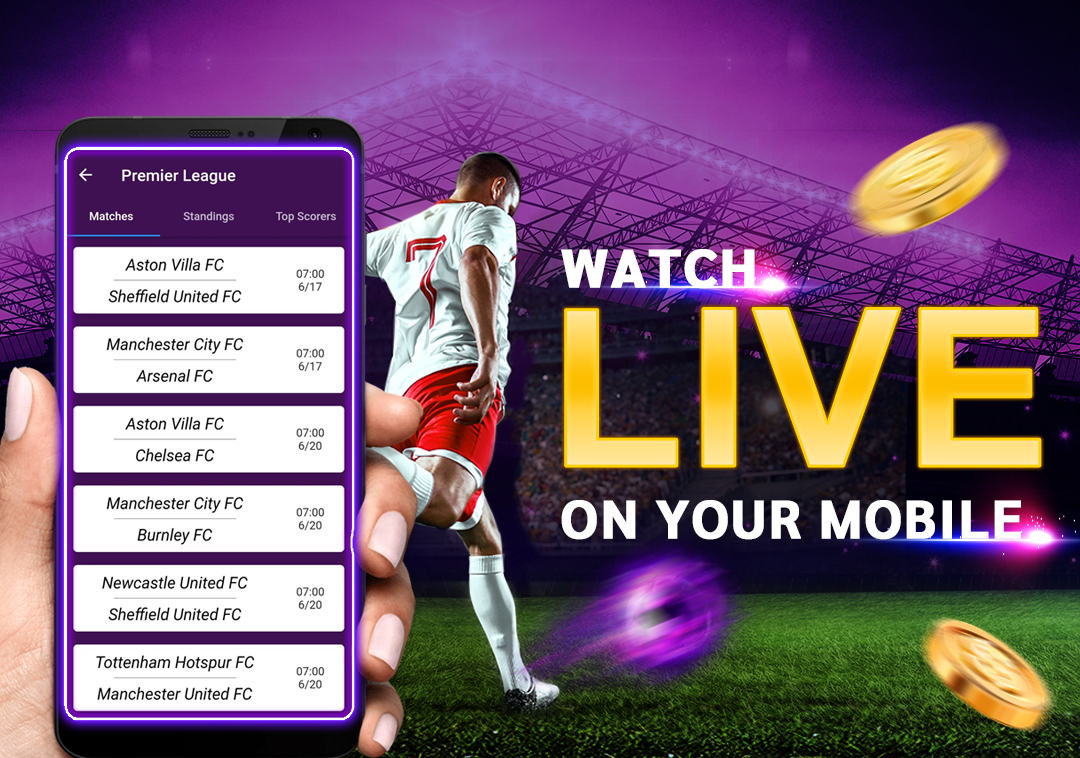 Premier League
Matches Standings Top Scorers
Aston Villa FC
07:00
6/17
Sheffield United FC
Manchester City FC
07:00
6/17
Arsenal FC
Aston Villa FC
07:00
6/20
Chelsea FC
Manchester City FC
07:00
6/20
Burnley FC
Newcastle United FC
07:00
6/20
Sheffield United FC
Tottenham Hotspur FC
07:00
6/20
Manchester United FC
7
WATCH
LIVE
ON YOUR MOBILE